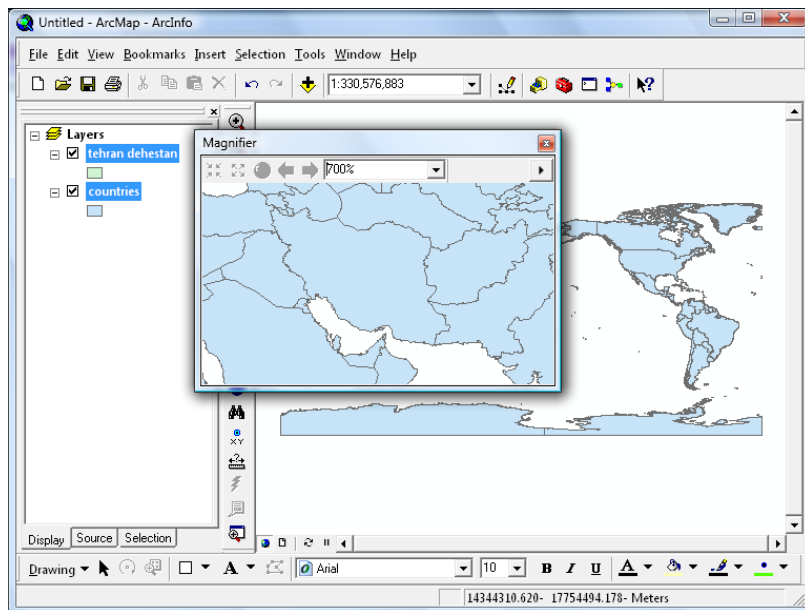 Untitled - ArcMap - ArcInfo
File Edit View Bookmarks Insert Selection Tools Window Help
1:330,576,883
Layers
tehran dehestan
countries
Magnifier
700%
XY
Display Source Selection
Drawing A Arial 10 B I U A
14344310.620- 17754494.178- Meters